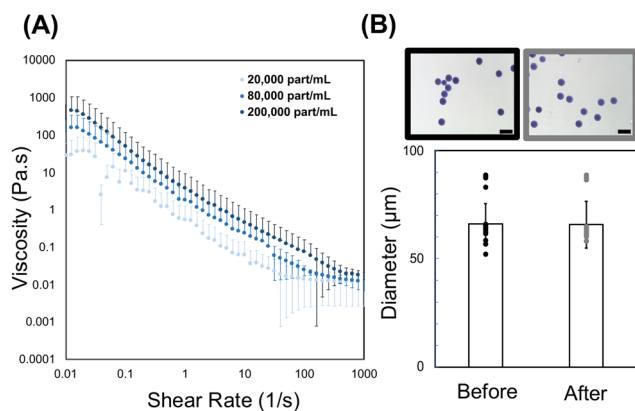 (A)
10000
1000
100
10
1
0.1
0.01
0.001
0.0001
Viscosity (Pa.s)
20,000 part/mL
80,000 part/mL
200,000 part/mL
0.01 0.1 1 10 100 1000
Shear Rate (1/s)
(B)
100
50
0
Diameter (μm)
Before After